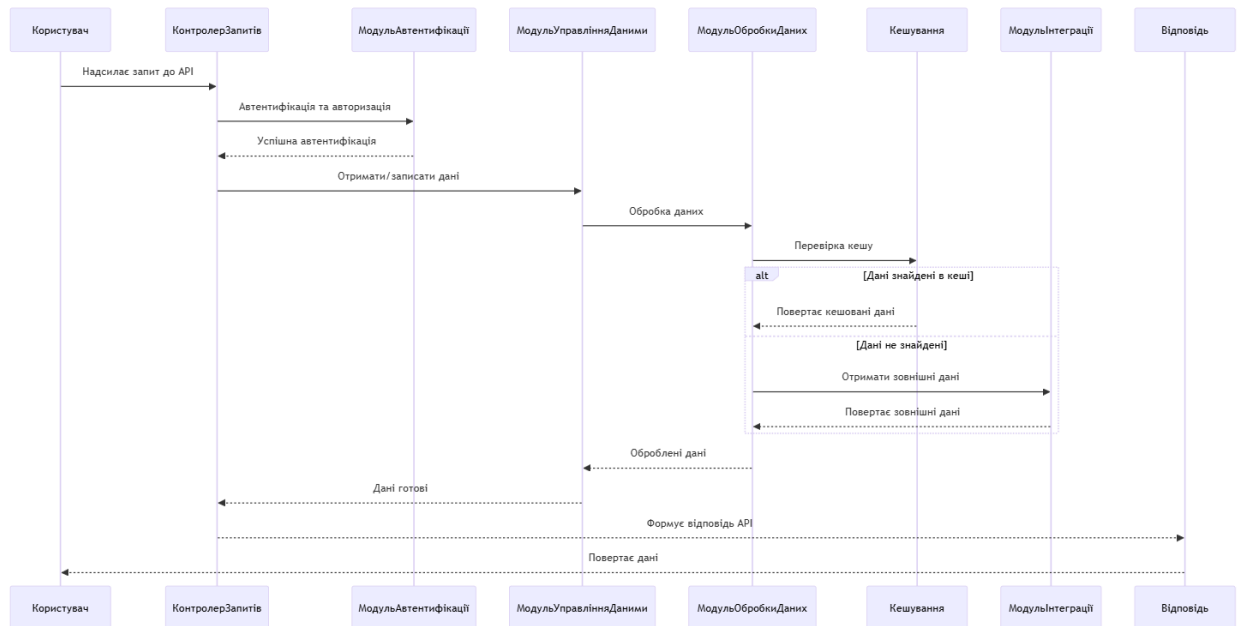 Користувач
КонтролерЗапитів
МодульАвтентифікації
МодульУправлінняДаними
МодульОбробкиДаних
Кешування
МодульІнтеграції
Відповідь
Надсилає запит до API
Автентифікація та авторизація
Успішна автентифікація
Отримати/записати дані
Обробка даних
Перевірка кешу
alt
[Дані знайдені в кеші]
Повертає кешовані дані
[Дані не знайдені]
Отримати зовнішні дані
Повертає зовнішні дані
Оброблені дані
Дані готові
Формує відповідь API
Повертає дані
Користувач
КонтролерЗапитів
МодульАвтентифікації
МодульУправлінняДаними
МодульОбробкиДаних
Кешування
МодульІнтеграції
Відповідь